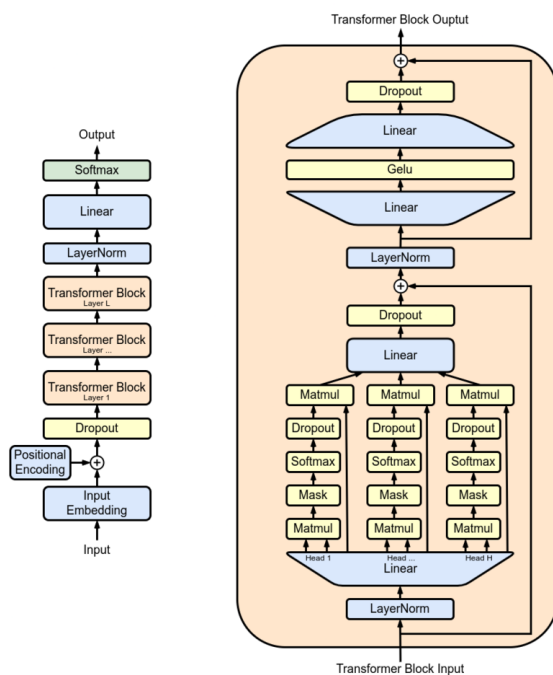 Transformer Block Ouptut
Dropout
Linear
Gelu
Linear
LayerNorm
Dropout
Linear
Matmul Matmul Matmul
Dropout Dropout Dropout
Softmax Softmax Softmax
Mask Mask Mask
Matmul Matmul Matmul
Head 1 Head ... Head H
Linear
LayerNorm
Transformer Block Input
Output
Softmax
Linear
LayerNorm
Transformer Block
Layer L
Transformer Block
Layer ...
Transformer Block
Layer 1
Dropout
Positional
Encoding
Input
Embedding
Input